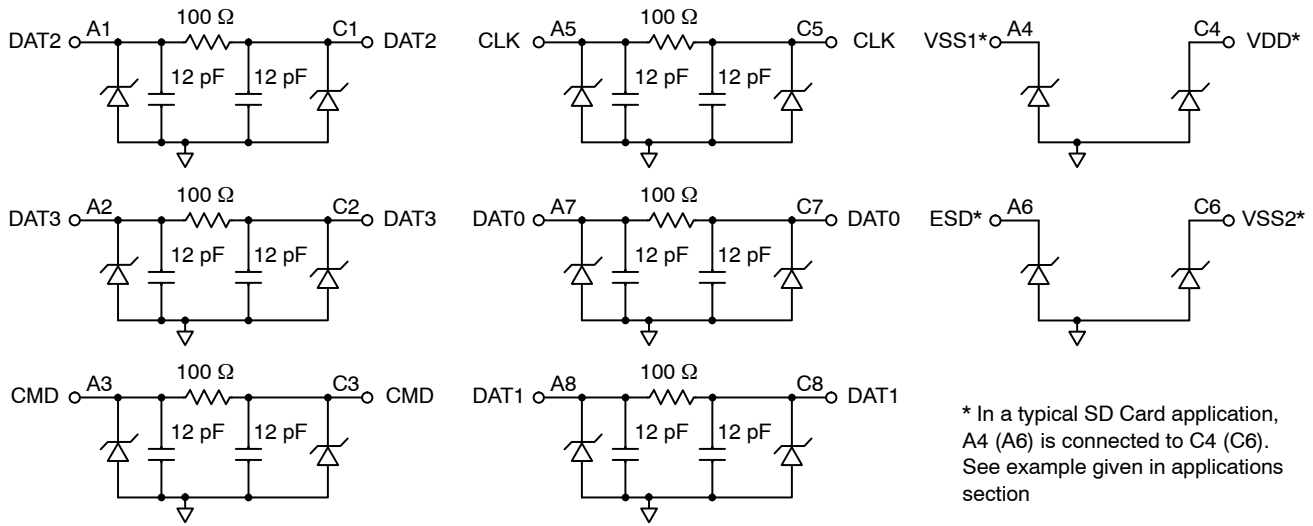 100 Ω
DAT2 A1 C1 DAT2
12 pF 12 pF
100 Ω
CLK A5 C5 CLK
12 pF 12 pF
VSS1* A4 C4 VDD*
100 Ω
DAT3 A2 C2 DAT3
12 pF 12 pF
100 Ω
DAT0 A7 C7 DAT0
12 pF 12 pF
ESD* A6 C6 VSS2*
100 Ω
CMD A3 C3 CMD
12 pF 12 pF
100 Ω
DAT1 A8 C8 DAT1
12 pF 12 pF
* In a typical SD Card application,
A4 (A6) is connected to C4 (C6).
See example given in applications
section